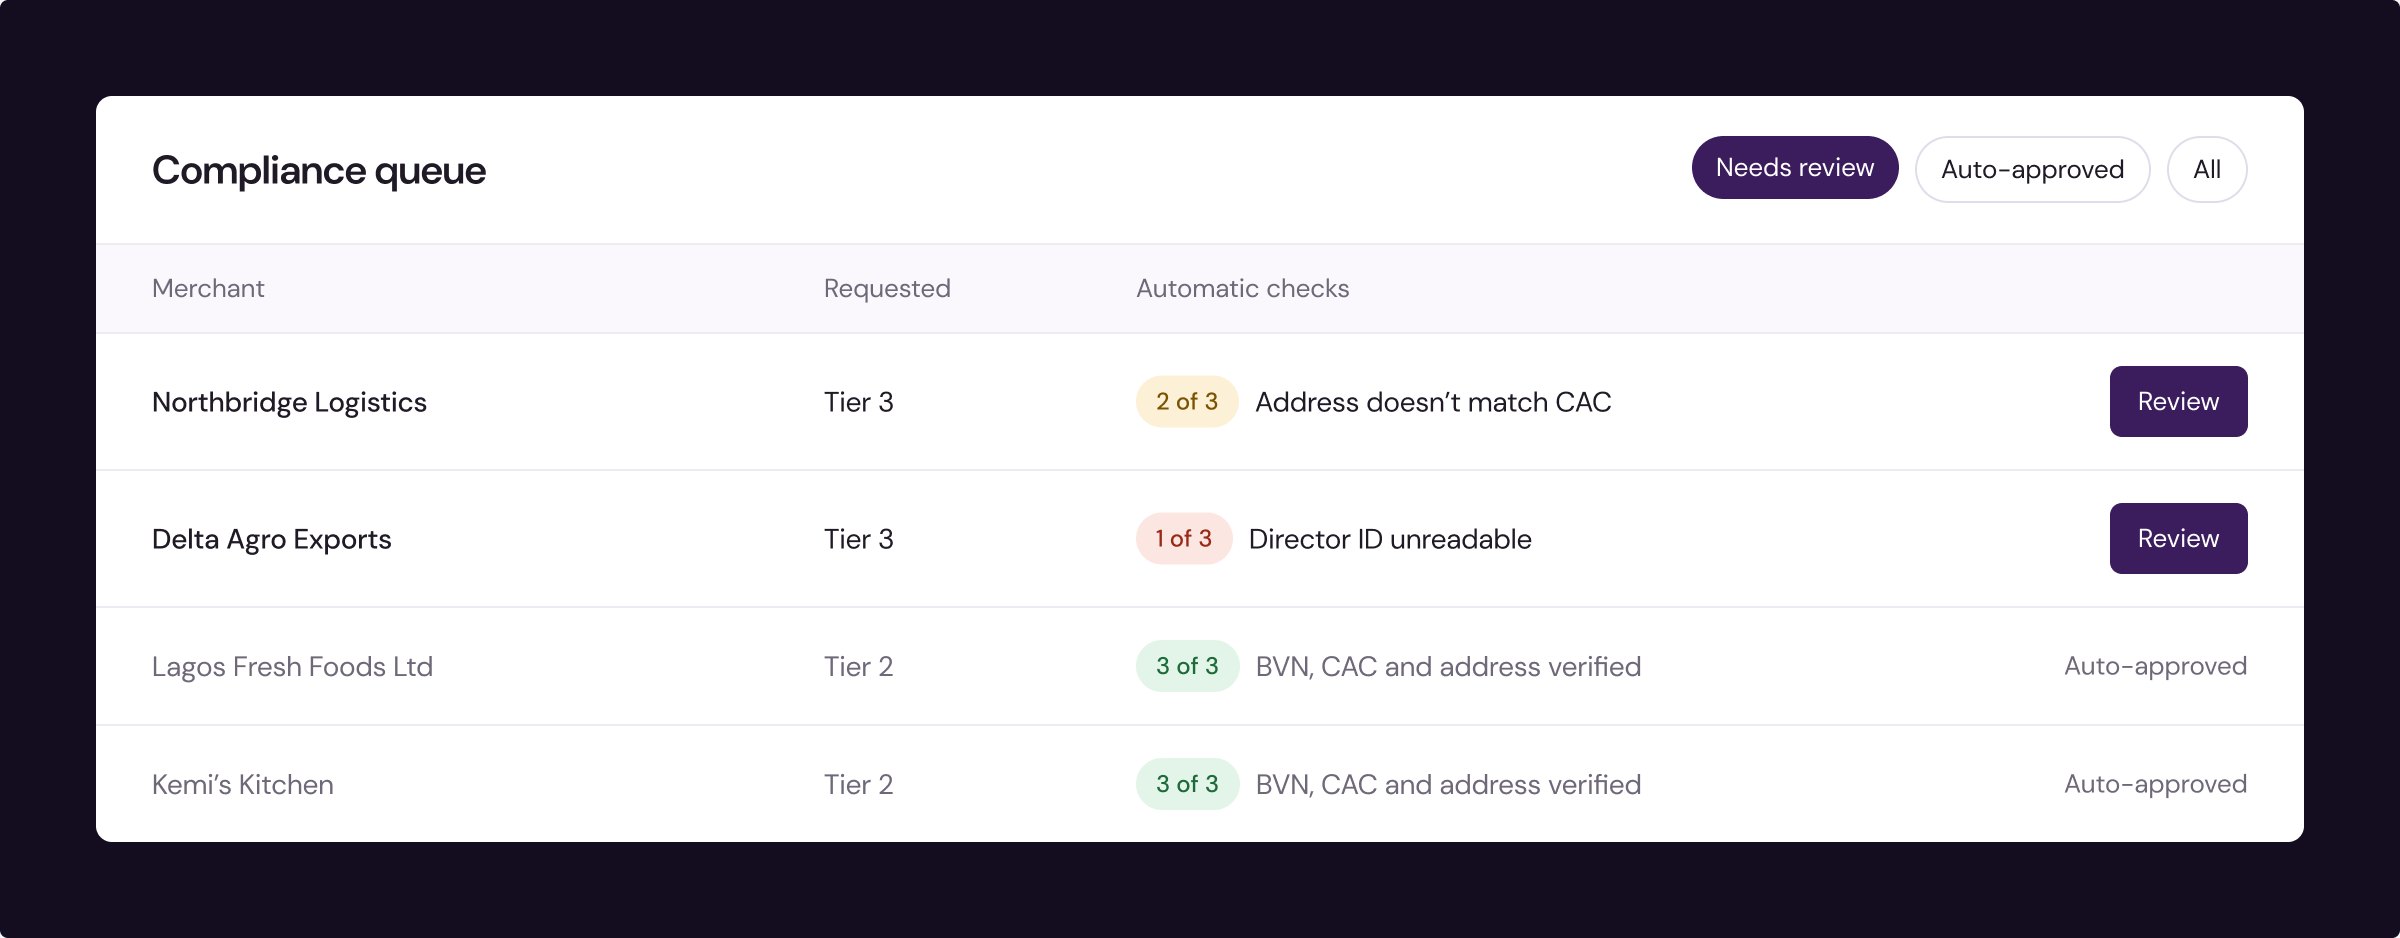 Compliance queue
Needs review
Auto-approved
All
Merchant
Requested
Automatic checks
Northbridge Logistics
Tier 3
2 of 3
Address doesn’t match CAC
Review
Delta Agro Exports
Tier 3
1 of 3
Director ID unreadable
Review
Lagos Fresh Foods Ltd
Tier 2
3 of 3
BVN, CAC and address verified
Auto-approved
Kemi’s Kitchen
Tier 2
3 of 3
BVN, CAC and address verified
Auto-approved